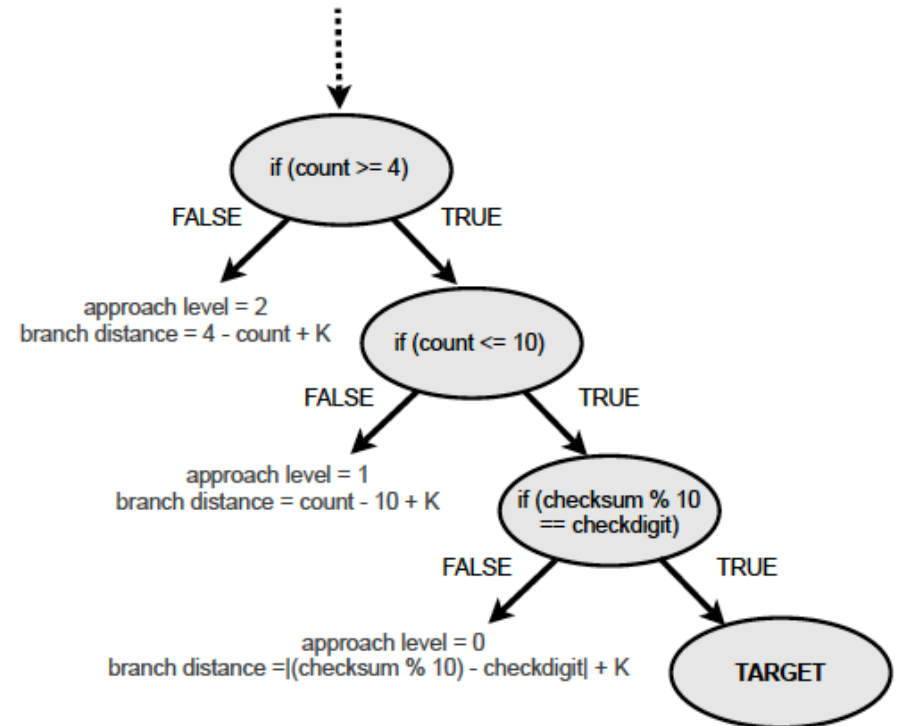 if (count >= 4)
FALSE
TRUE
approach level = 2
branch distance = 4 - count + K
if (count <= 10)
FALSE
TRUE
approach level = 1
branch distance = count - 10 + K
if (checksum % 10
== checkdigit)
FALSE
TRUE
approach level = 0
branch distance =|(checksum % 10) - checkdigit| + K
TARGET